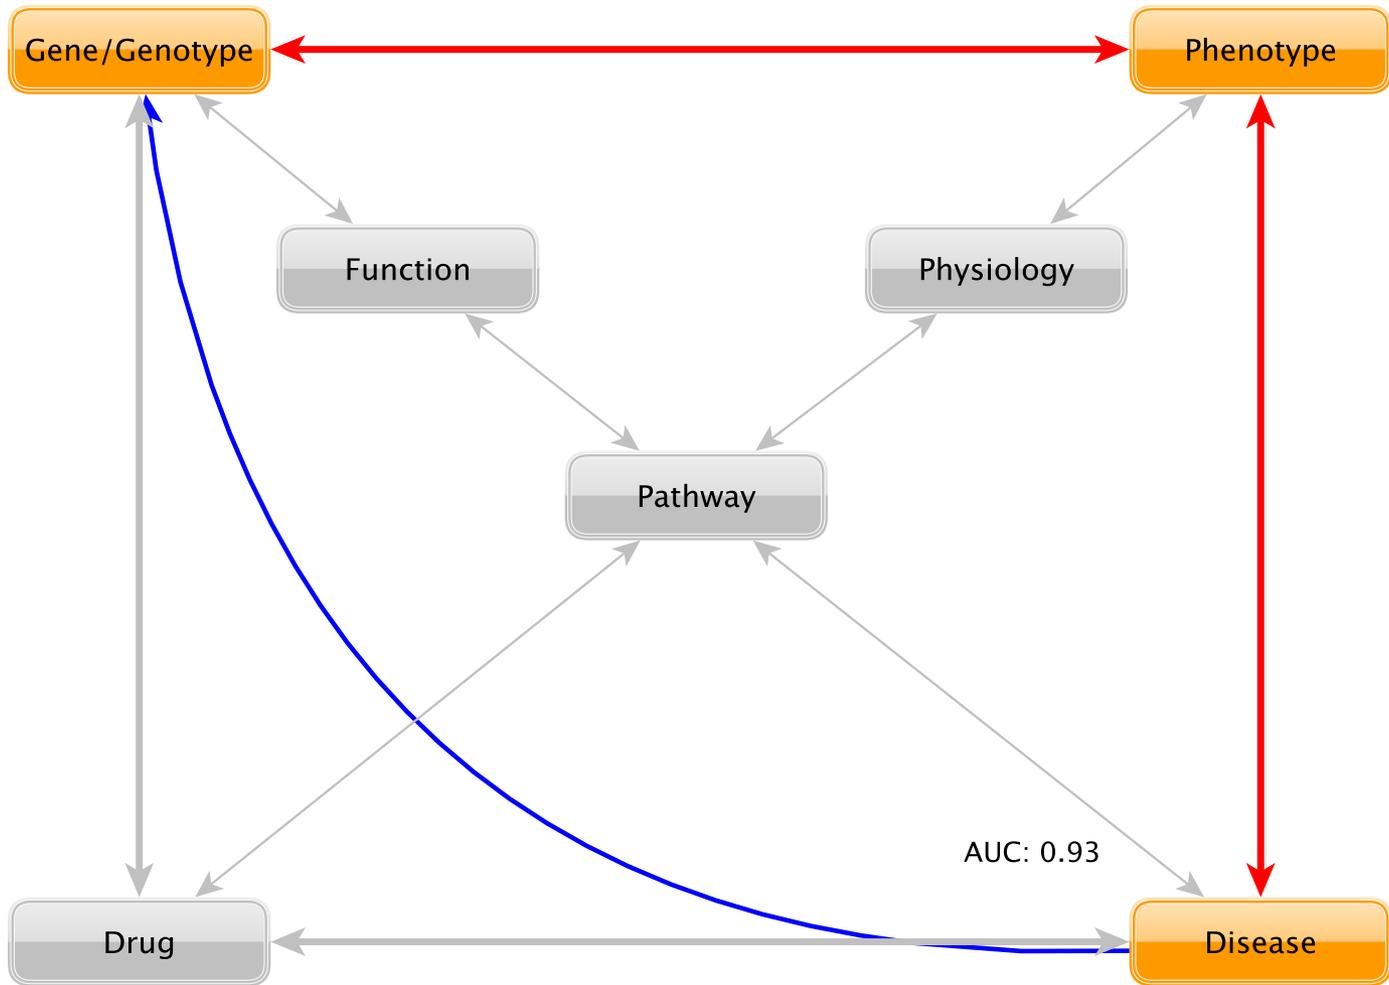 Gene/Genotype
Phenotype
Function
Physiology
Pathway
AUC: 0.93
Drug
Disease